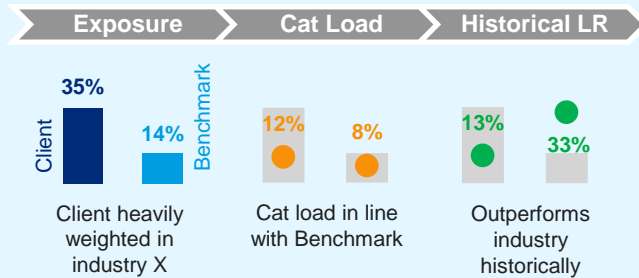 Exposure
Cat Load
Historical LR
35%
14%
12%
8%
13%
33%
Client
Benchmark
Client heavily
weighted in
industry X
Cat load in line
with Benchmark
Outperforms
industry
historically